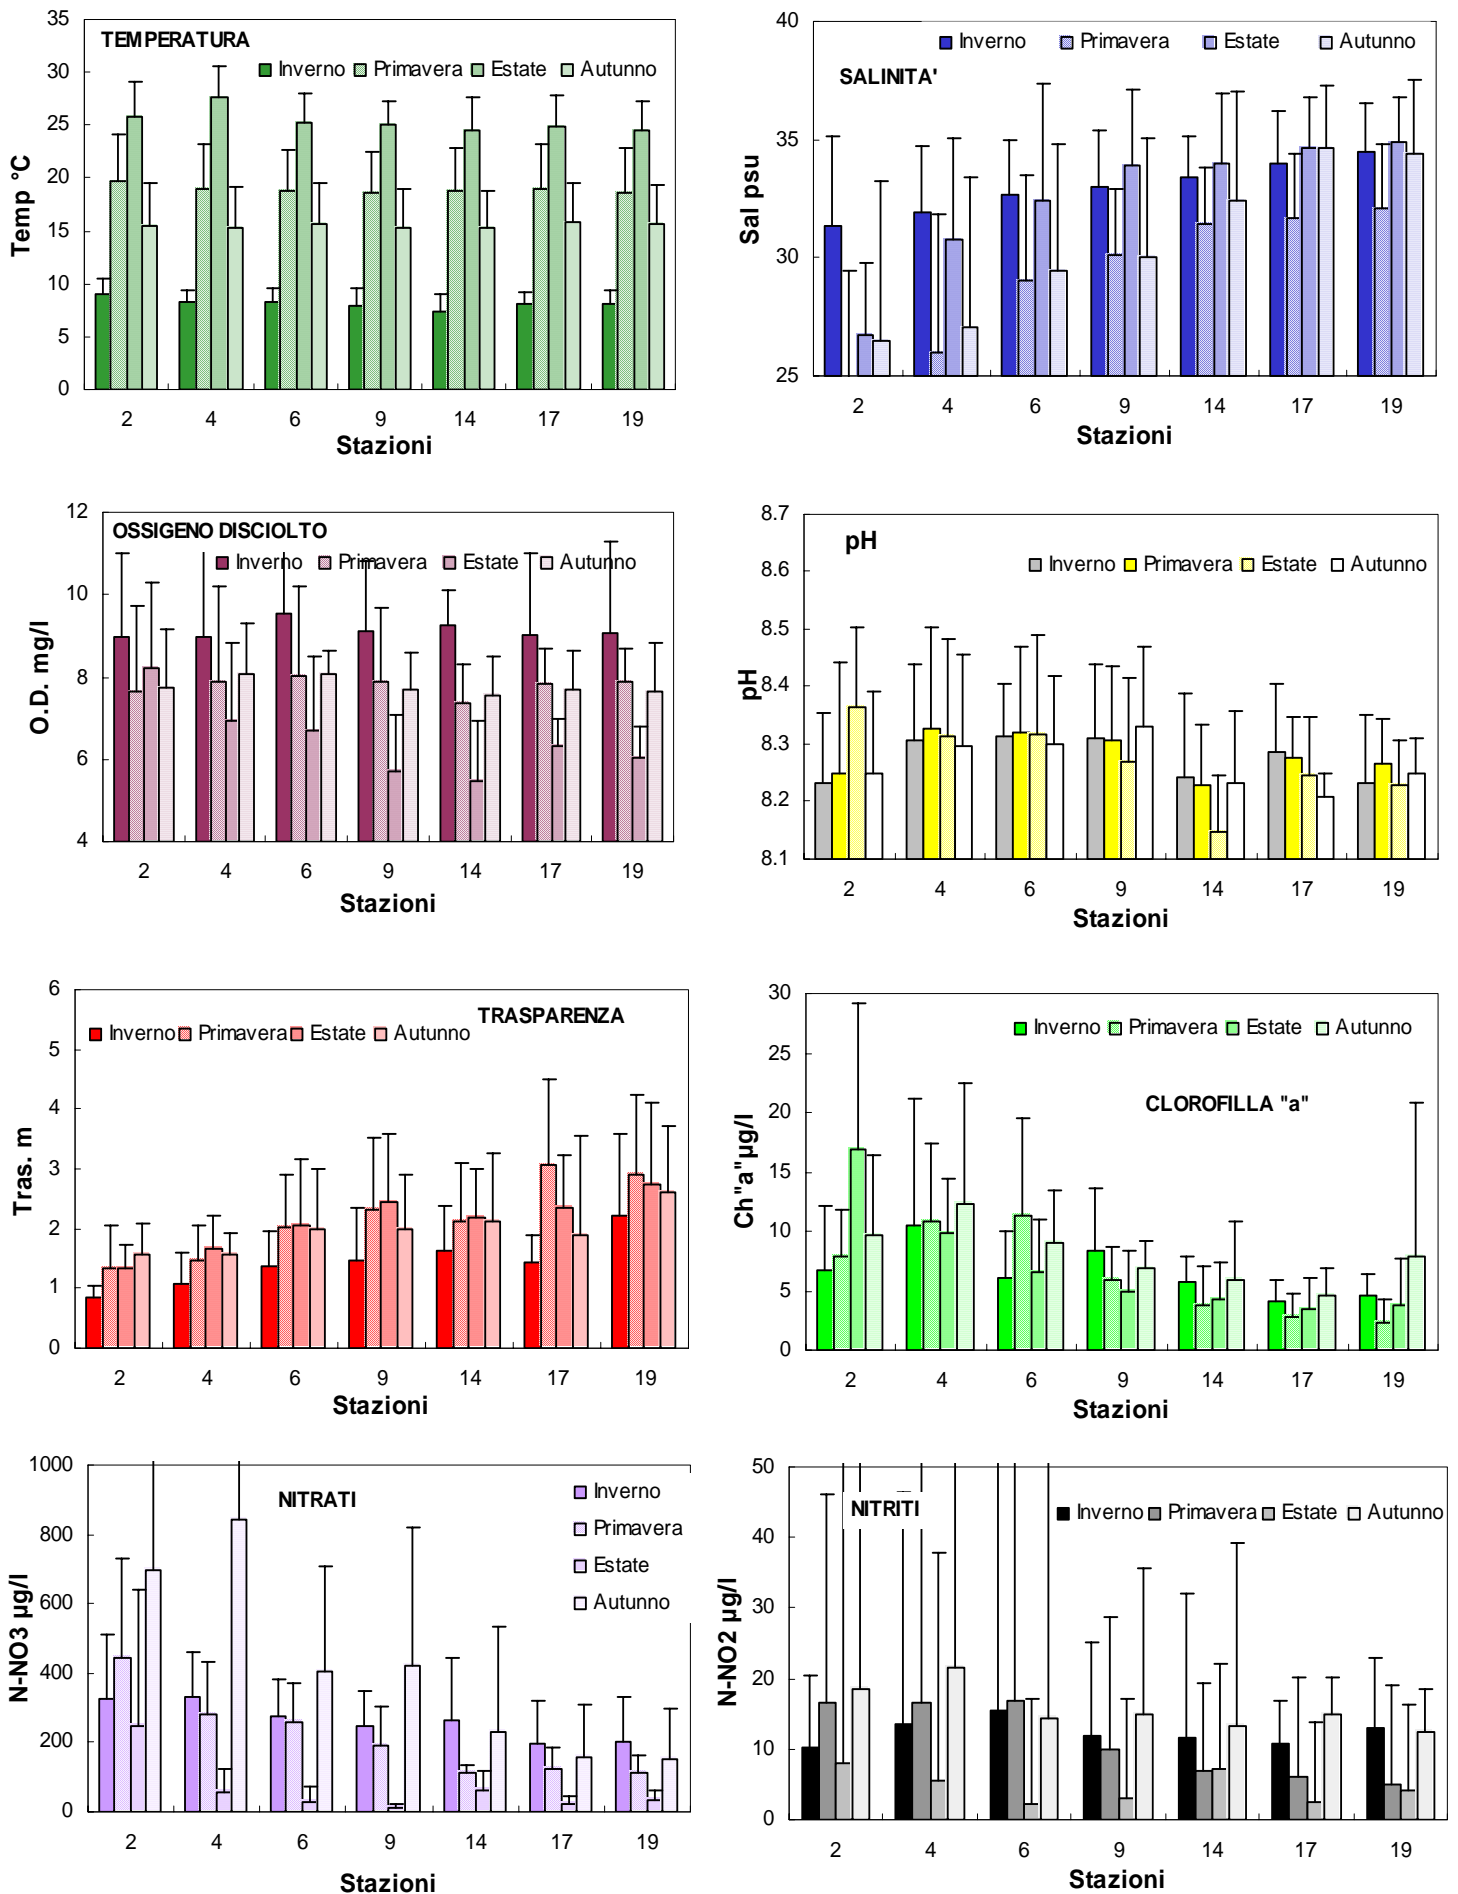 TEMPERATURA
Inverno Primavera Estate Autunno
Temp °C
35
30
25
20
15
10
5
0
2 4 6 9 14 17 19
Stazioni
SALINITA'
Inverno Primavera Estate Autunno
Sal psu
40
35
30
25
2 4 6 9 14 17 19
Stazioni
OSSIGENO DISCIOLTO
Inverno Primavera Estate Autunno
O.D. mg/l
12
10
8
6
4
2 4 6 9 14 17 19
Stazioni
pH
Inverno Primavera Estate Autunno
pH
8.7
8.6
8.5
8.4
8.3
8.2
8.1
2 4 6 9 14 17 19
Stazioni
TRASPARENZA
Inverno Primavera Estate Autunno
Tras. m
6
5
4
3
2
1
0
2 4 6 9 14 17 19
Stazioni
Inverno Primavera Estate Autunno
CLOROFILLA "a"
Ch"a"µg/l
30
25
20
15
10
5
0
2 4 6 9 14 17 19
Stazioni
NITRATI
Inverno
Primavera
Estate
Autunno
N-NO3 µg/l
1000
800
600
400
200
0
2 4 6 9 14 17 19
Stazioni
NITRITI
Inverno Primavera Estate Autunno
N-NO2 µg/l
50
40
30
20
10
0
2 4 6 9 14 17 19
Stazioni